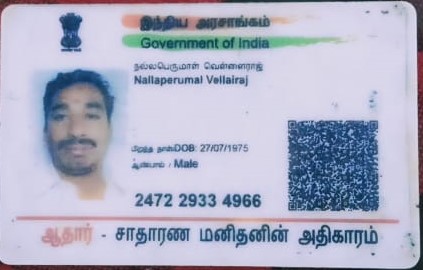 இந்திய அரசாங்கம்
Government of India
நல்லபெருமாள் வெள்ளைராஜ்
Nallaperumal Vellairaj
பிறந்த நாள்/DOB: 27/07/1975
ஆண்பால் / Male
2472 2933 4966
ஆதார் - சாதாரண மனிதனின் அதிகாரம்